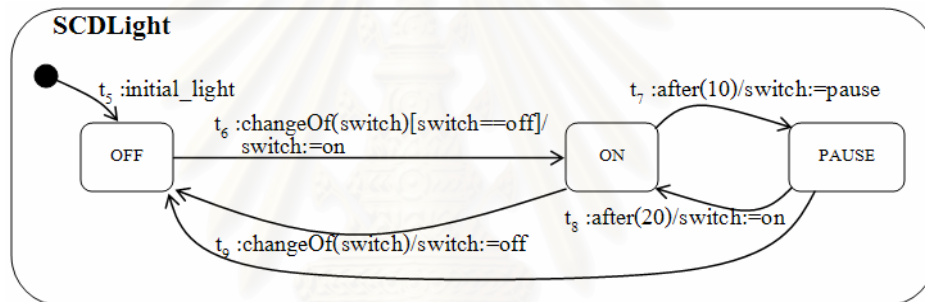 SCDLight
t5 :initial_light
t7 :after(10)/switch:=pause
t6 :changeOf(switch)[switch==off]/
switch:=on
OFF
ON
PAUSE
t8 :after(20)/switch:=on
t9 :changeOf(switch)/switch:=off